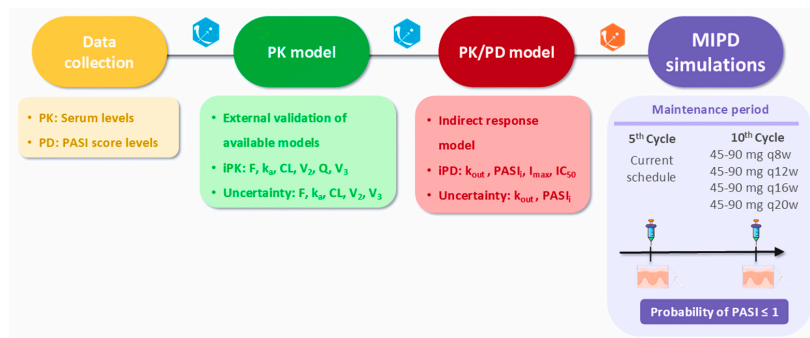 Data
collection
PK model
PK/PD model
MIPD
simulations
• PK: Serum levels
• PD: PASI score levels
• External validation of
available models
• iPK: F, kₐ, CL, V₂, Q, V₃
• Uncertainty: F, kₐ, CL, V₂, V₃
• Indirect response
model
• iPD: kₒᵤₜ , PASIᵢ, Iₘₐₓ, IC₅₀
• Uncertainty: kₒᵤₜ , PASIᵢ
Maintenance period
5ᵗʰ Cycle
Current
schedule
10ᵗʰ Cycle
45-90 mg q8w
45-90 mg q12w
45-90 mg q16w
45-90 mg q20w
Probability of PASI ≤ 1